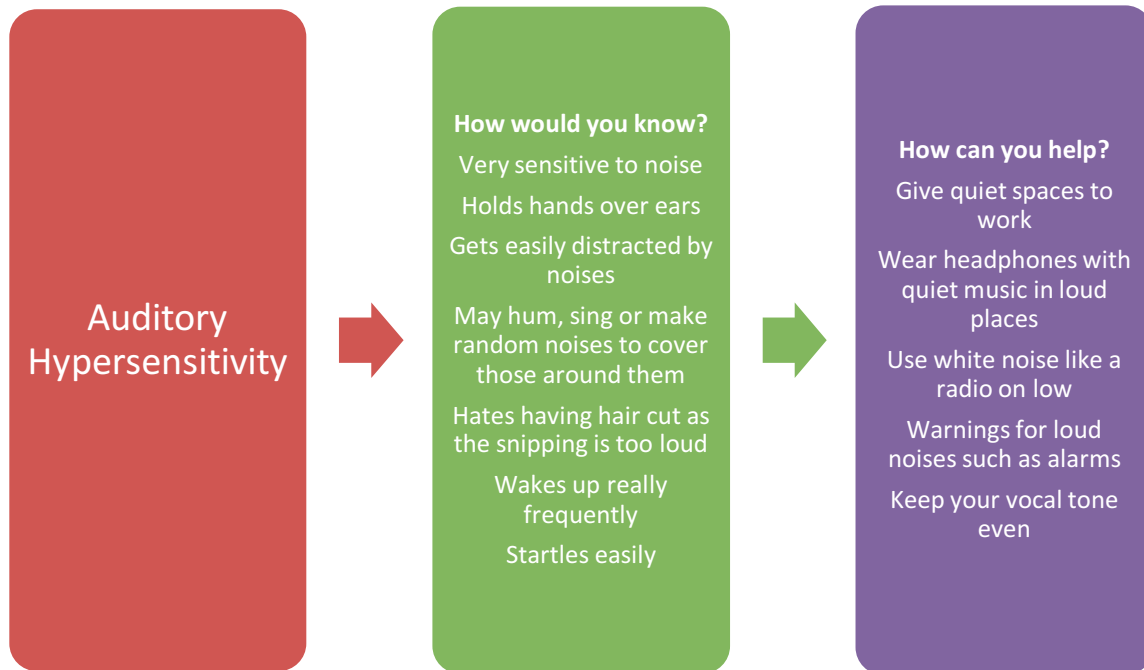 Auditory
Hypersensitivity
How would you know?
Very sensitive to noise
Holds hands over ears
Gets easily distracted by
noises
May hum, sing or make
random noises to cover
those around them
Hates having hair cut as
the snipping is too loud
Wakes up really
frequently
Startles easily
How can you help?
Give quiet spaces to
work
Wear headphones with
quiet music in loud
places
Use white noise like a
radio on low
Warnings for loud
noises such as alarms
Keep your vocal tone
even